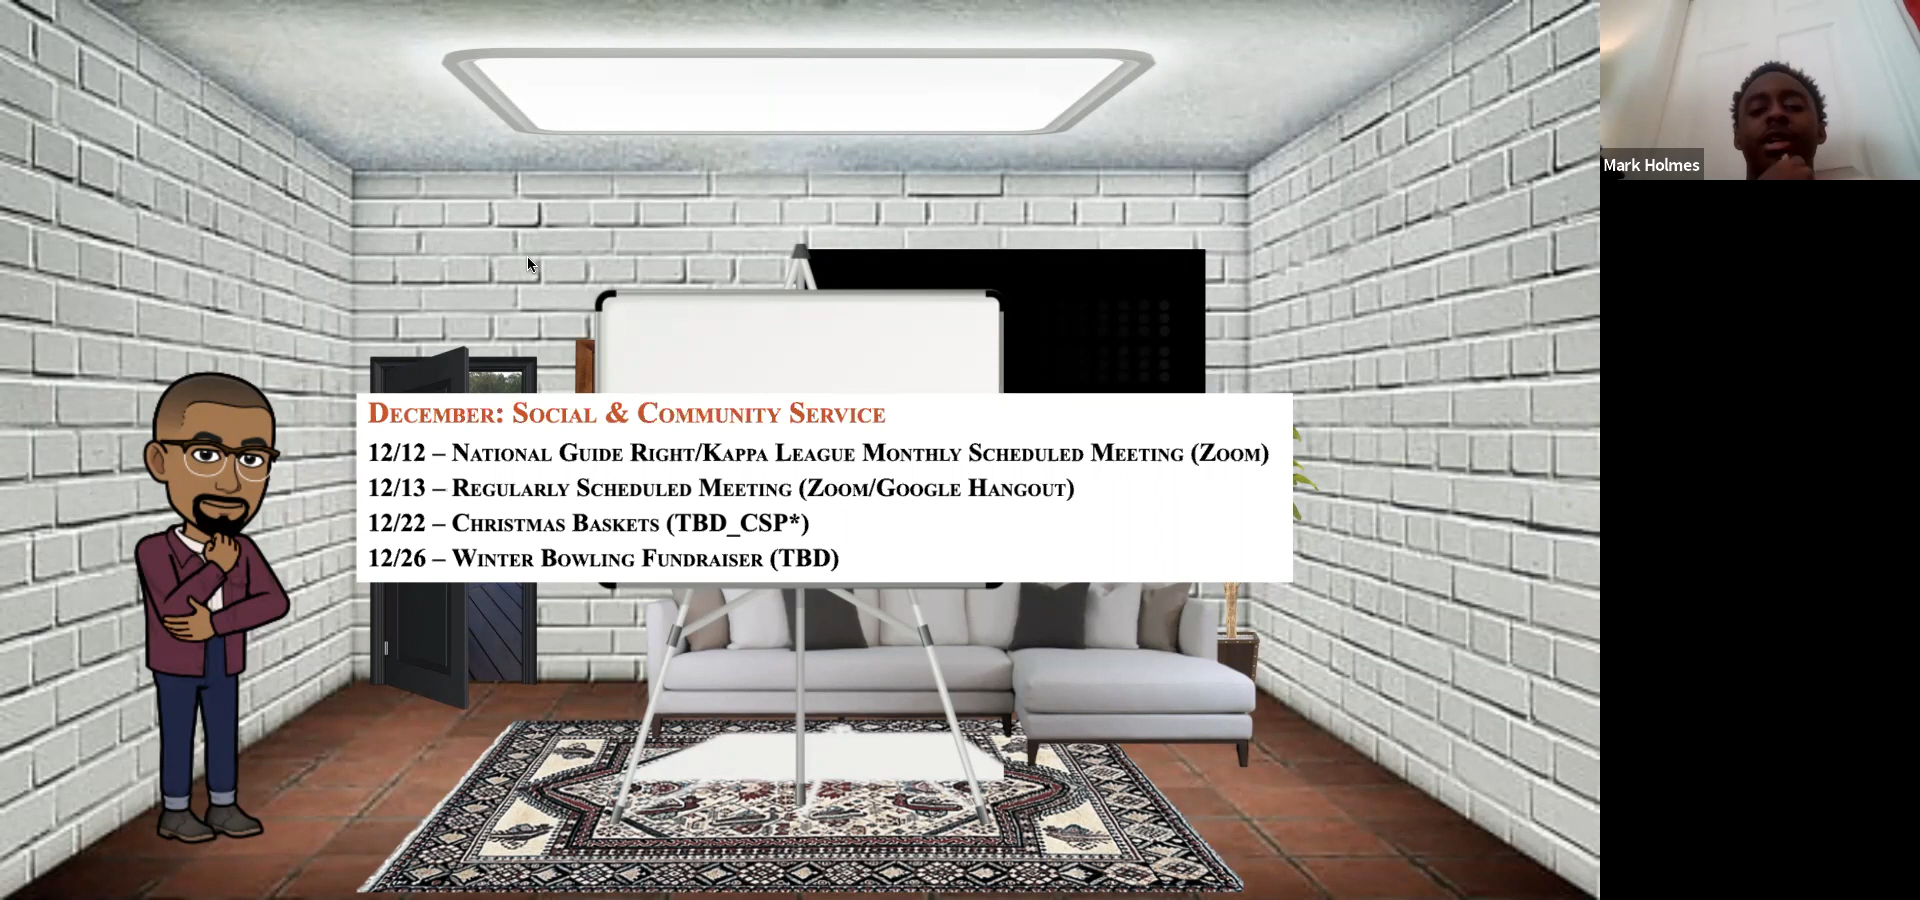 December: Social & Community Service
12/12 – National Guide Right/Kappa League Monthly Scheduled Meeting (Zoom)
12/13 – Regularly Scheduled Meeting (Zoom/Google Hangout)
12/22 – Christmas Baskets (TBD_CSP*)
12/26 – Winter Bowling Fundraiser (TBD)
Mark Holmes